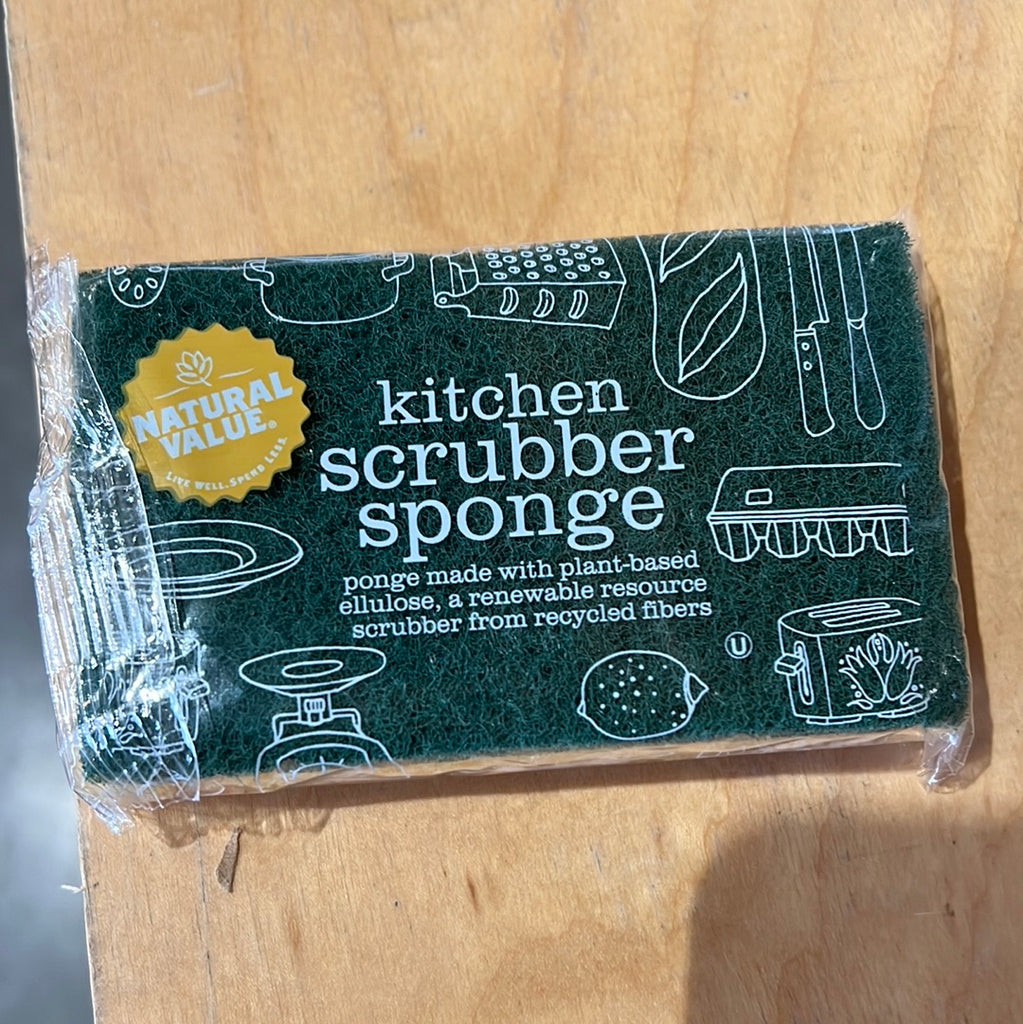 NATURAL
VALUE®
LIVE WELL. SPEND LESS
kitchen
scrubber
sponge
ponge made with plant-based
ellulose, a renewable resource
scrubber from recycled fibers
U